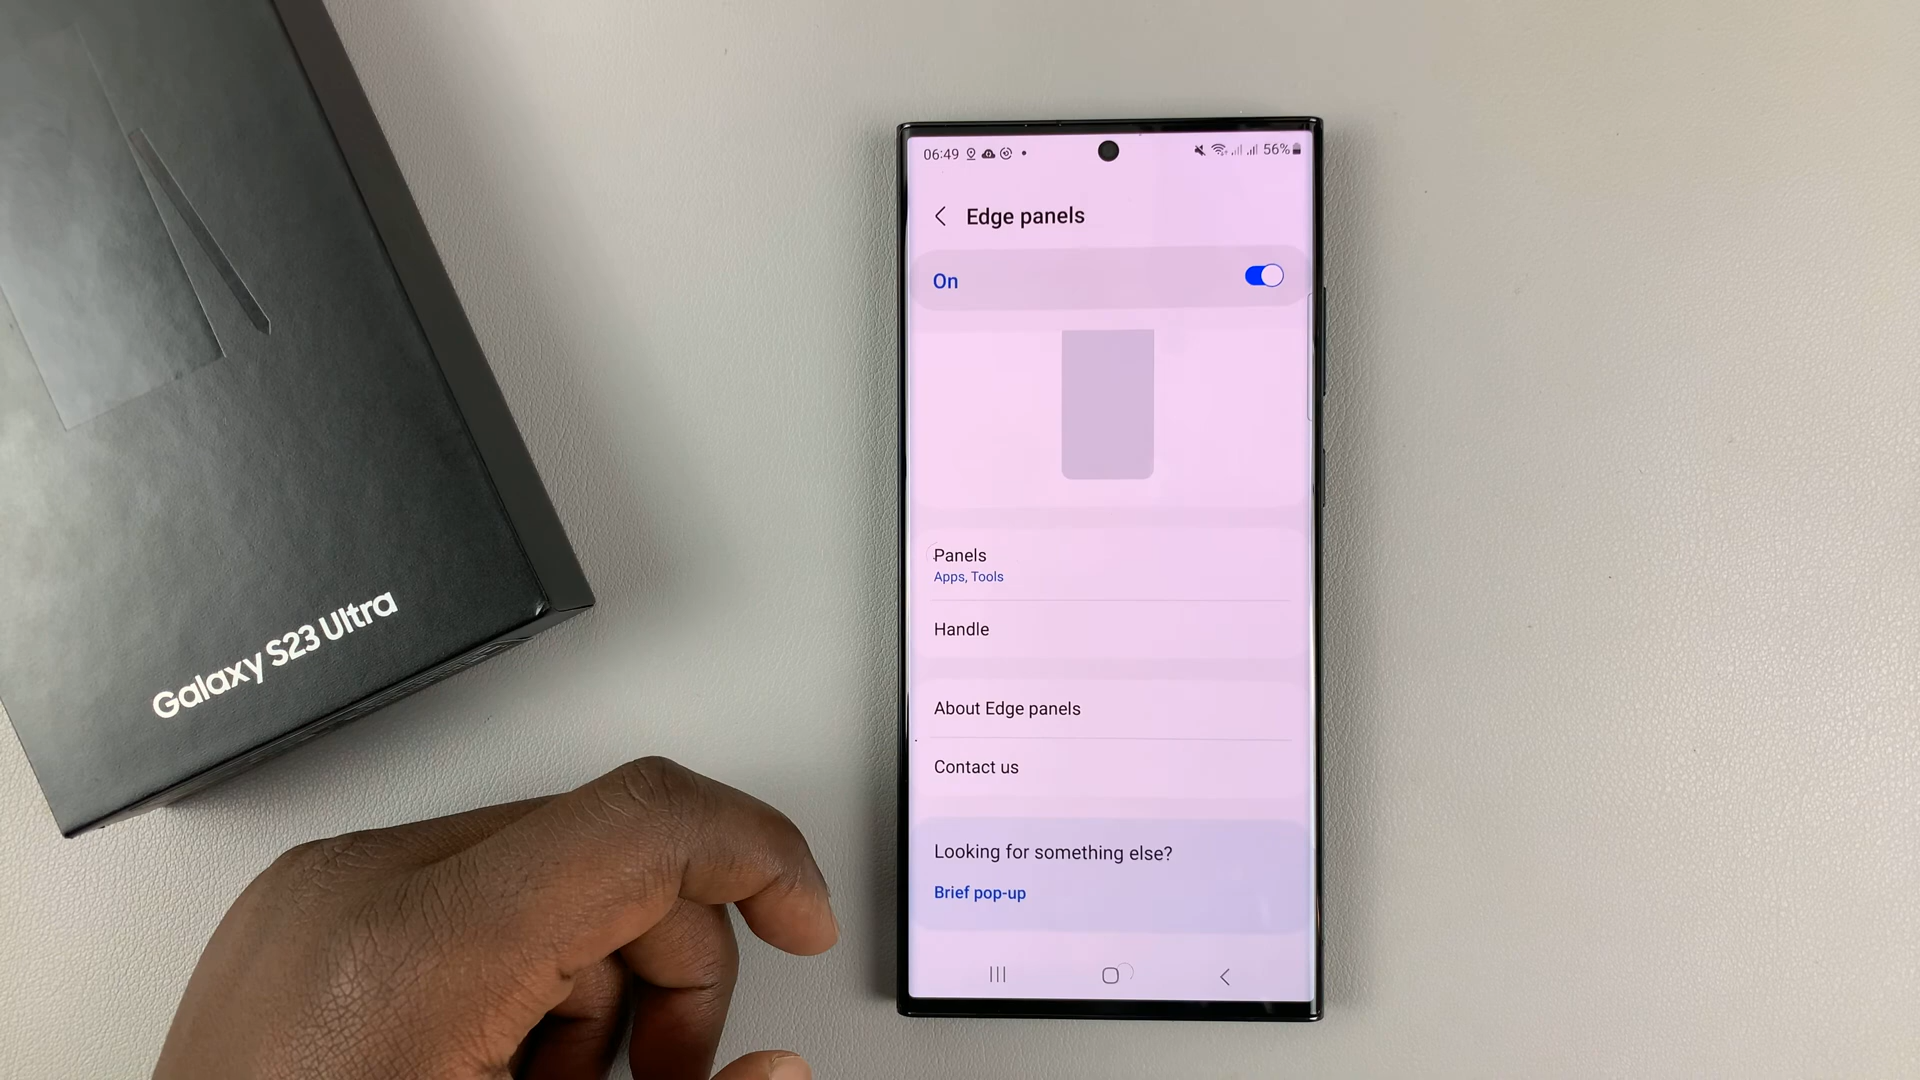 Galaxy S23 Ultra
06:49
56%
Edge panels
On
Panels
Apps, Tools
Handle
About Edge panels
Contact us
Looking for something else?
Brief pop-up